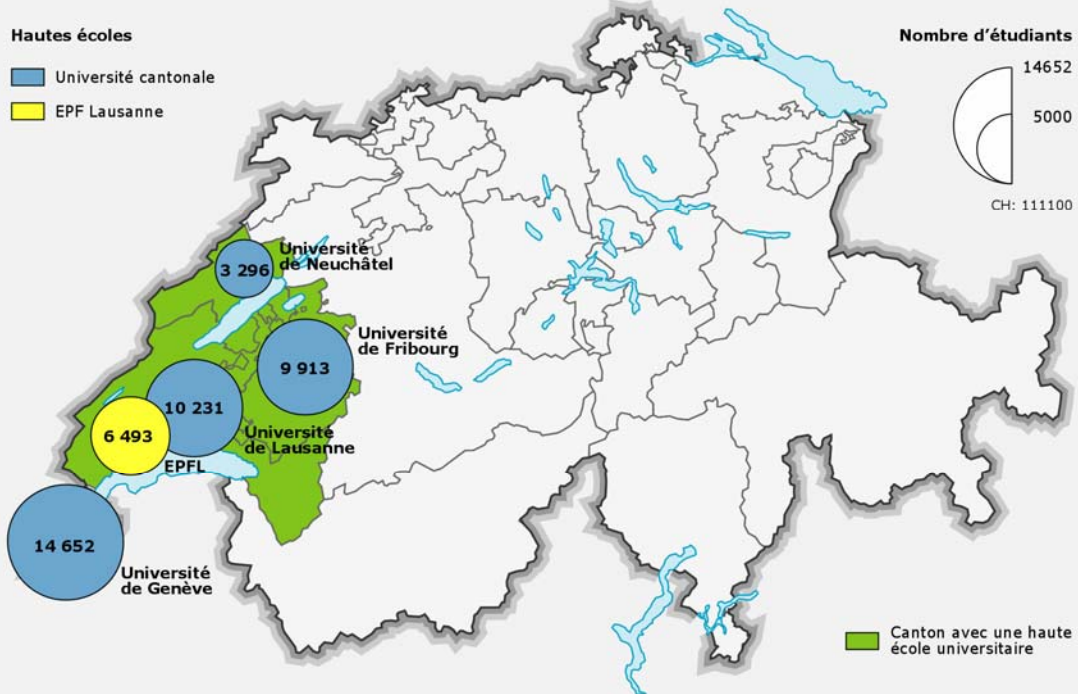 Hautes écoles
Université cantonale
EPF Lausanne
Nombre d'étudiants
14652
5000
CH: 111100
3 296
Université
de Neuchâtel
Université
de Fribourg
9 913
10 231
6 493
Université
de Lausanne
EPFL
14 652
Université
de Genève
Canton avec une haute
école universitaire